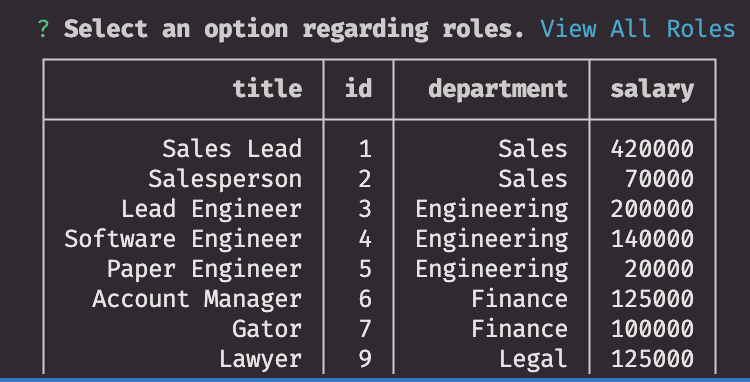 ? Select an option regarding roles. View All Roles
title id department salary
Sales Lead 1 Sales 420000
Salesperson 2 Sales 70000
Lead Engineer 3 Engineering 200000
Software Engineer 4 Engineering 140000
Paper Engineer 5 Engineering 20000
Account Manager 6 Finance 125000
Gator 7 Finance 100000
Lawyer 9 Legal 125000